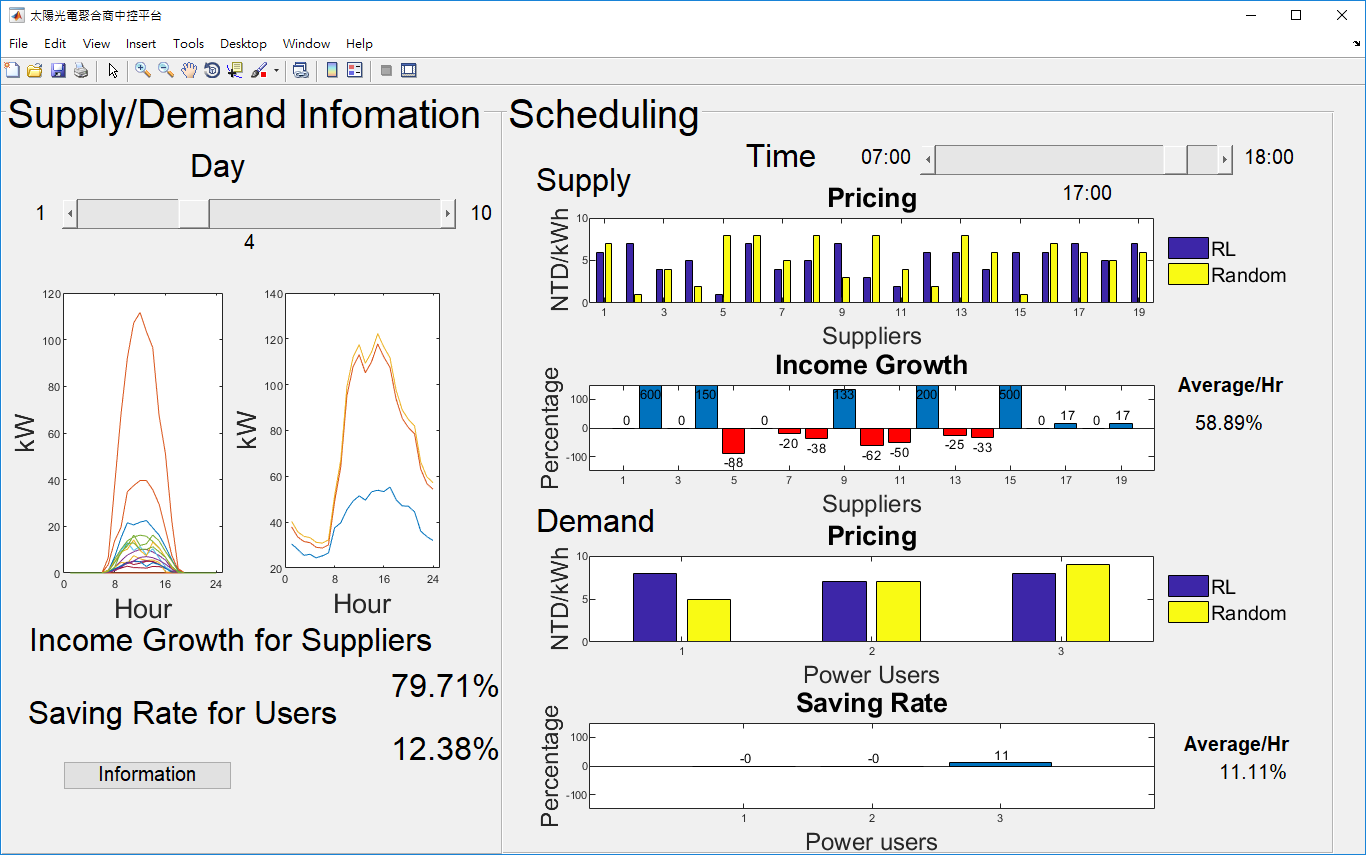 太陽光電聚合商中控平台
File Edit View Insert Tools Desktop Window Help
Supply/Demand Infomation
Day
1 10
4
120
100
80
60
40
20
0
0 8 16 24
kW
Hour
140
120
100
80
60
40
20
0 8 16 24
kW
Hour
Income Growth for Suppliers
79.71%
Saving Rate for Users
12.38%
Information
Scheduling
Time 07:00 18:00
17:00
Supply
Pricing
NTD/kWh
10
5
0
1 3 5 7 9 11 13 15 17 19
Suppliers
RL
Random
Income Growth
Percentage
100
0
-100
0 600 0 150 -88 0 -20 -38 133 -62 -50 200 -25 -33 500 0 17 0 17
1 3 5 7 9 11 13 15 17 19
Suppliers
Average/Hr
58.89%
Demand
Pricing
NTD/kWh
10
5
0
1 2 3
Power Users
RL
Random
Saving Rate
Percentage
100
0
-100
-0 -0 11
1 2 3
Power users
Average/Hr
11.11%